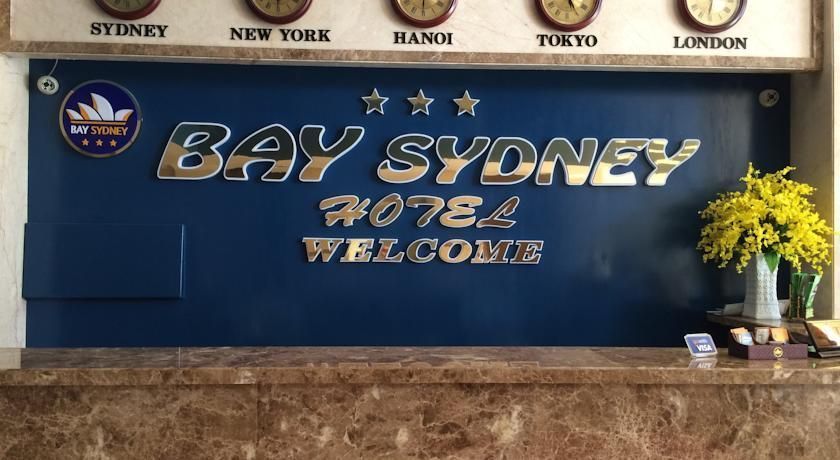 SYDNEY
NEW YORK
HANOI
TOKYO
LONDON
BAY SYDNEY
BAY SYDNEY
HOTEL
WELCOME
VISA